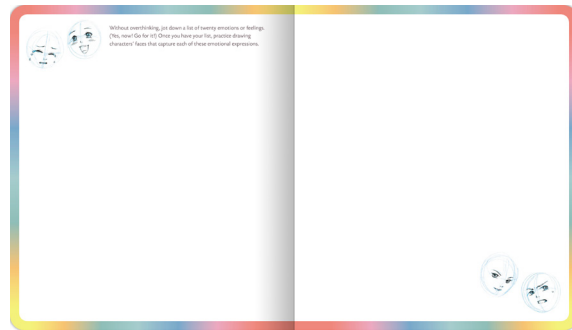 Without overthinking, jot down a list of twenty emotions or feelings.
(Yes, now! Go for it!) Once you have your list, practice drawing
characters' faces that capture each of these emotional expressions.